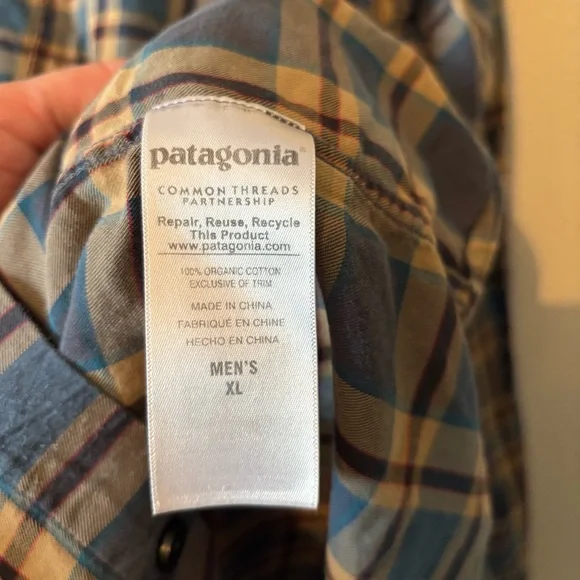 patagonia®
COMMON THREADS
PARTNERSHIP
Repair, Reuse, Recycle
This Product
www.patagonia.com
100% ORGANIC COTTON
EXCLUSIVE OF TRIM
MADE IN CHINA
FABRIQUÉ EN CHINE
HECHO EN CHINA
MEN'S
XL